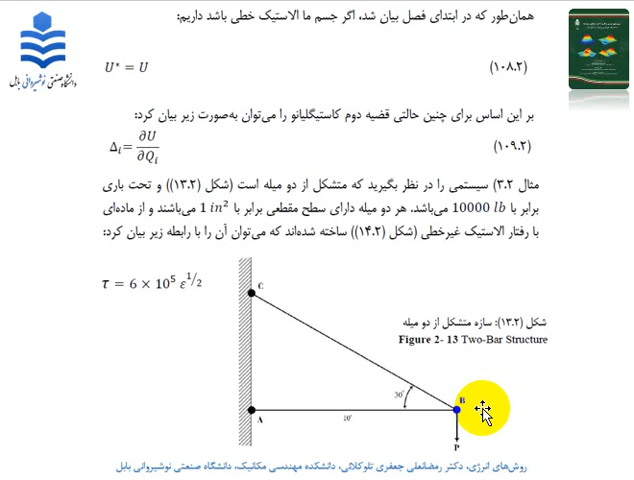 همان‌طور که در ابتدای فصل بیان شد، اگر جسم ما الاستیک خطی باشد داریم:
دانشگاه صنعتی نوشیروانی بابل
U* = U (۱۰۸.۲)
بر این اساس برای چنین حالتی قضیه دوم کاستیگلیانو را می‌توان به‌صورت زیر بیان کرد:
Δᵢ = ∂U/∂Qᵢ (۱۰۹.۲)
مثال ۳.۲) سیستمی را در نظر بگیرید که متشکل از دو میله است (شکل (۱۳.۲)) و تحت باری
برابر با 10000 lb می‌باشد. هر دو میله دارای سطح مقطعی برابر با 1 in² می‌باشند و از ماده‌ای
با رفتار الاستیک غیرخطی (شکل (۱۴.۲)) ساخته شده‌اند که می‌توان آن را با رابطه زیر بیان کرد:
τ = 6 × 10⁵ ε^1/2
C
شکل (۱۳.۲): سازه متشکل از دو میله
Figure 2- 13 Two-Bar Structure
30°
B
A
10'
P
روش‌های انرژی، دکتر رمضانعلی جعفری تلوکلائی، دانشکده مهندسی مکانیک، دانشگاه صنعتی نوشیروانی بابل